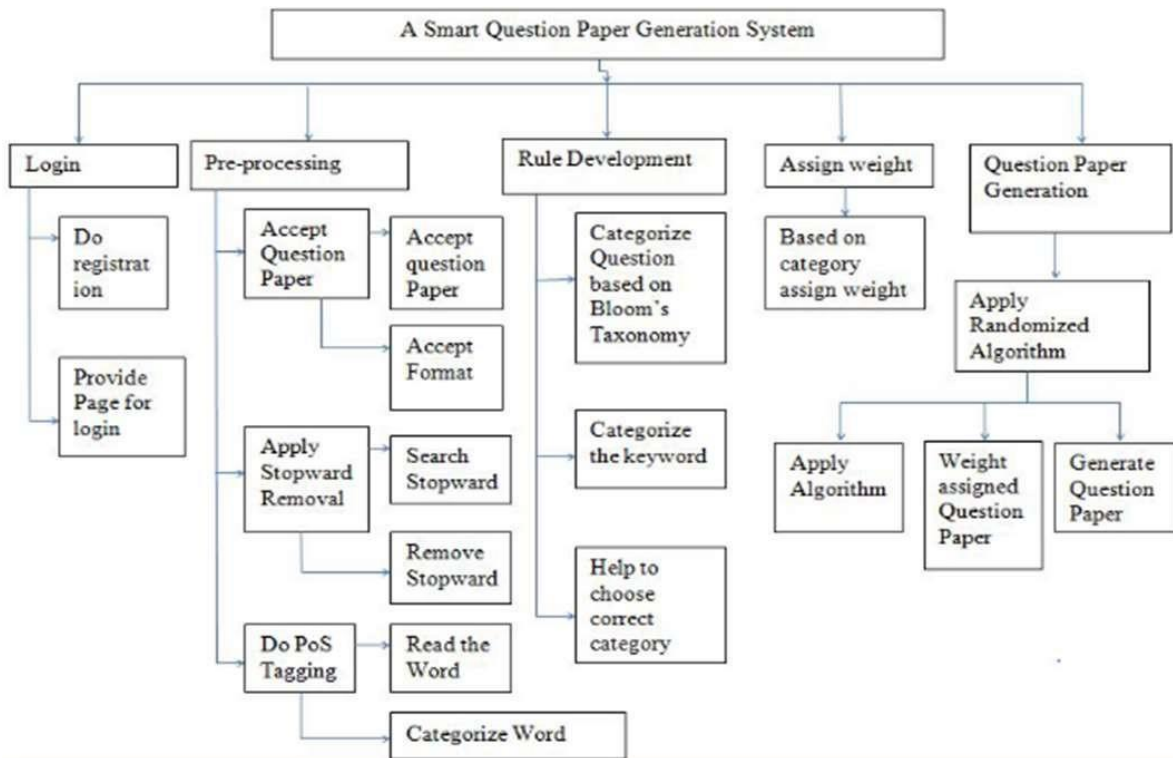 A Smart Question Paper Generation System
Login
Pre-processing
Rule Development
Assign weight
Question Paper
Generation
Do
registrat
ion
Provide
Page for
login
Accept
Question
Paper
Accept
question
Paper
Accept
Format
Apply
Stopward
Removal
Search
Stopward
Remove
Stopward
Do PoS
Tagging
Read the
Word
Categorize Word
Categorize
Question
based on
Bloom's
Taxonomy
Categorize
the keyword
Help to
choose
correct
category
Based on
category
assign weight
Apply
Randomized
Algorithm
Apply
Algorithm
Weight
assigned
Question
Paper
Generate
Question
Paper